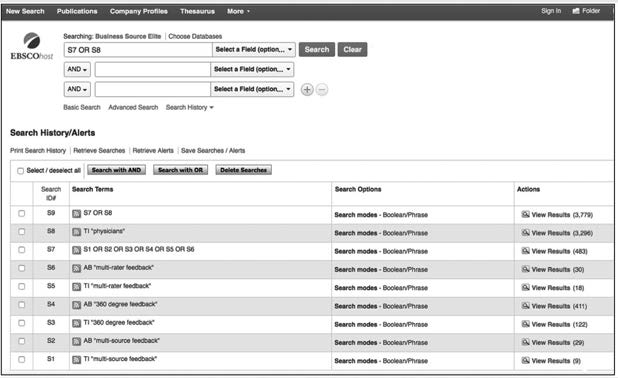 New Search Publications Company Profiles Thesaurus More Sign In Folder
Searching: Business Source Elite | Choose Databases
S7 OR S8 Select a Field (option... Search Clear
AND Select a Field (option...
AND Select a Field (option...
EBSCOhost
Basic Search Advanced Search Search History
Search History/Alerts
Print Search History | Retrieve Searches | Retrieve Alerts | Save Searches / Alerts
Select / deselect all Search with AND Search with OR Delete Searches
Search ID# Search Terms Search Options Actions
S9 S7 OR S8 Search modes - Boolean/Phrase View Results (3,779)
S8 TI "physicians" Search modes - Boolean/Phrase View Results (3,296)
S7 S1 OR S2 OR S3 OR S4 OR S5 OR S6 Search modes - Boolean/Phrase View Results (483)
S6 AB "multi-rater feedback" Search modes - Boolean/Phrase View Results (30)
S5 TI "multi-rater feedback" Search modes - Boolean/Phrase View Results (18)
S4 AB "360 degree feedback" Search modes - Boolean/Phrase View Results (411)
S3 TI "360 degree feedback" Search modes - Boolean/Phrase View Results (122)
S2 AB "multi-source feedback" Search modes - Boolean/Phrase View Results (29)
S1 TI "multi-source feedback" Search modes - Boolean/Phrase View Results (9)